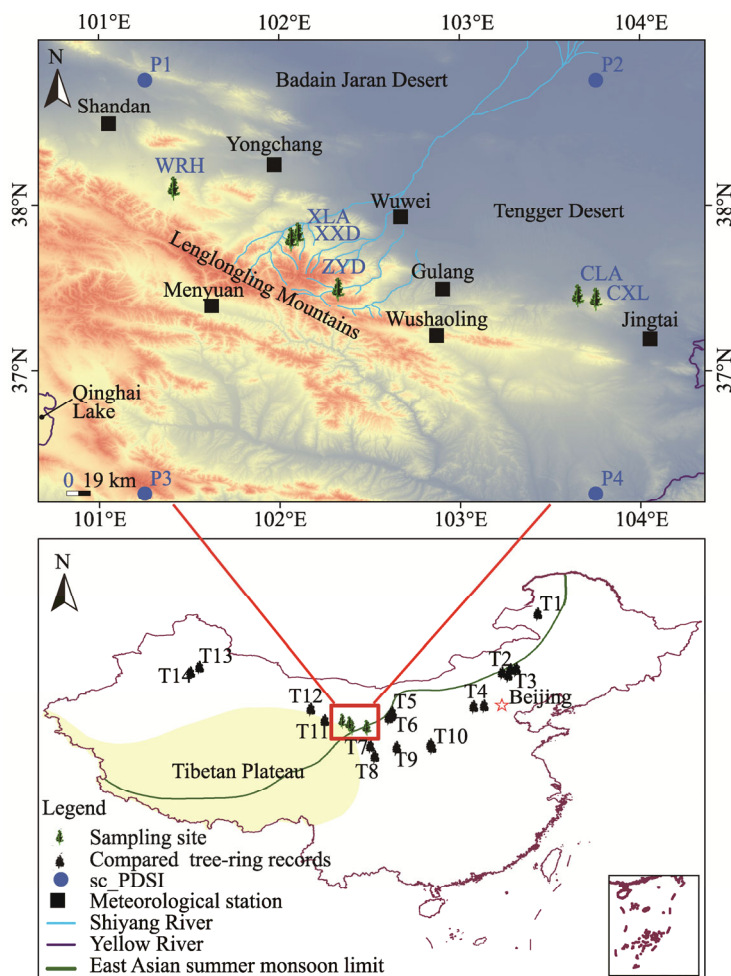 101°E 102°E 103°E 104°E
N
P1
Badain Jaran Desert
P2
Shandan
Yongchang
WRH
38°N
38°N
Wuwei
Tengger Desert
XLA
XXD
ZYD
Lenglongling Mountains
Gulang
CLA
CXL
Menyuan
Wushaoling
Jingtai
37°N
37°N
Qinghai
Lake
P3
P4
0 19 km
101°E 102°E 103°E 104°E
N
T1
T2
T3
T13
T14
Beijing
T4
T5
T6
T12
T11
T7
T8
T9
T10
Tibetan Plateau
Legend
Sampling site
Compared tree-ring records
sc_PDSI
Meteorological station
Shiyang River
Yellow River
East Asian summer monsoon limit